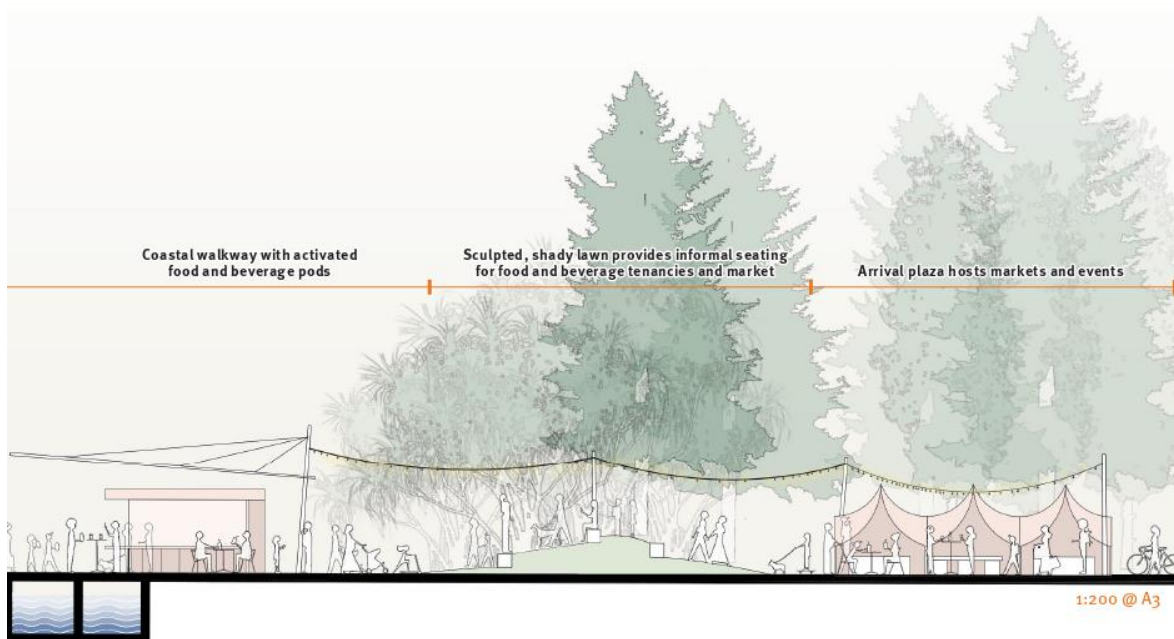 Coastal walkway with activated
food and beverage pods
Sculpted, shady lawn provides informal seating
for food and beverage tenancies and market
Arrival plaza hosts markets and events
1:200 @ A3